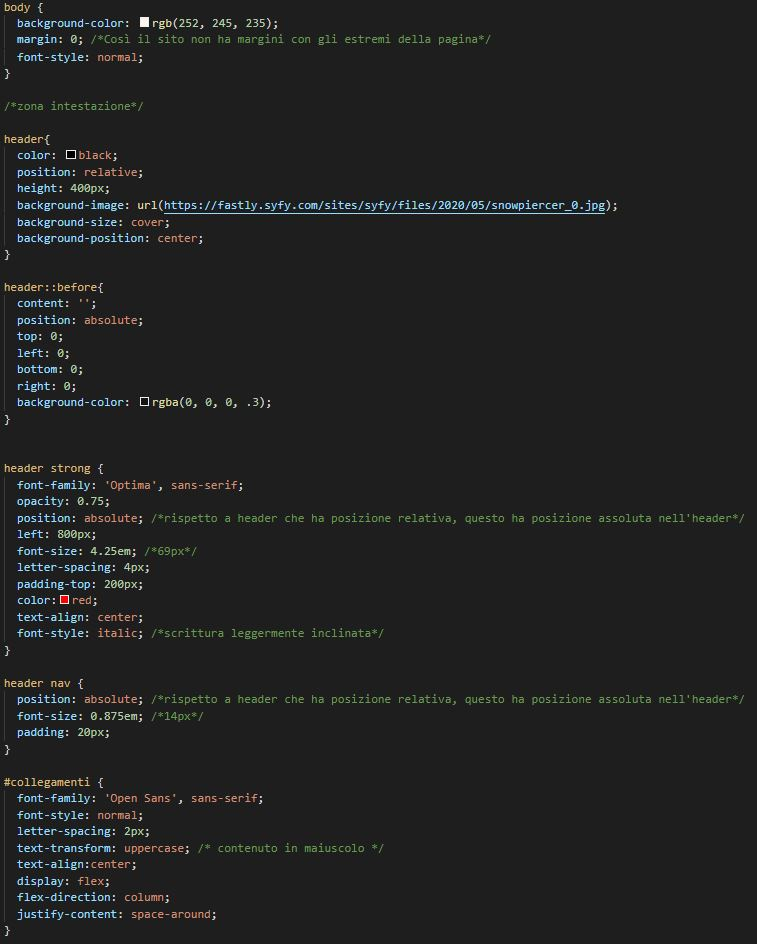 body {
background-color: rgb(252, 245, 235);
margin: 0; /*Così il sito non ha margini con gli estremi della pagina*/
font-style: normal;
}
/*zona intestazione*/
header{
color: black;
position: relative;
height: 400px;
background-image: url(https://fastly.syfy.com/sites/syfy/files/2020/05/snowpiercer_0.jpg);
background-size: cover;
background-position: center;
}
header::before{
content: '';
position: absolute;
top: 0;
left: 0;
bottom: 0;
right: 0;
background-color: rgba(0, 0, 0, .3);
}
header strong {
font-family: 'Optima', sans-serif;
opacity: 0.75;
position: absolute; /*rispetto a header che ha posizione relativa, questo ha posizione assoluta nell'header*/
left: 800px;
font-size: 4.25em; /*69px*/
letter-spacing: 4px;
padding-top: 200px;
color: red;
text-align: center;
font-style: italic; /*scrittura leggermente inclinata*/
}
header nav {
position: absolute; /*rispetto a header che ha posizione relativa, questo ha posizione assoluta nell'header*/
font-size: 0.875em; /*14px*/
padding: 20px;
}
#collegamenti {
font-family: 'Open Sans', sans-serif;
font-style: normal;
letter-spacing: 2px;
text-transform: uppercase; /* contenuto in maiuscolo */
text-align:center;
display: flex;
flex-direction: column;
justify-content: space-around;
}